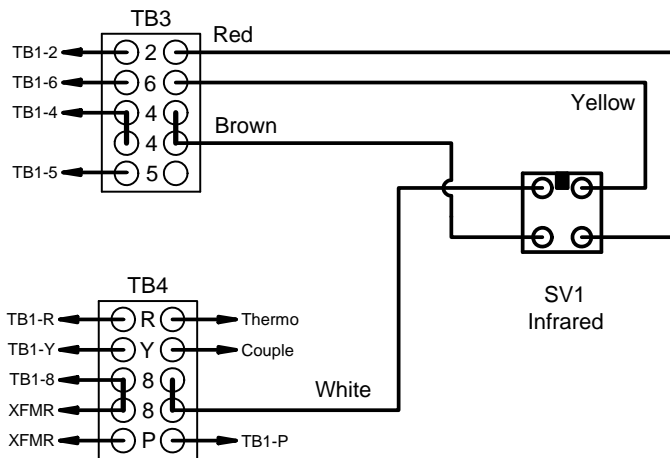 TB3
TB1-2 2 Red
TB1-6 6 Yellow
TB1-4 4
4 Brown
TB1-5 5
SV1
Infrared
TB4
TB1-R R Thermo
TB1-Y Y Couple
TB1-8 8
XFMR 8 White
XFMR P TB1-P